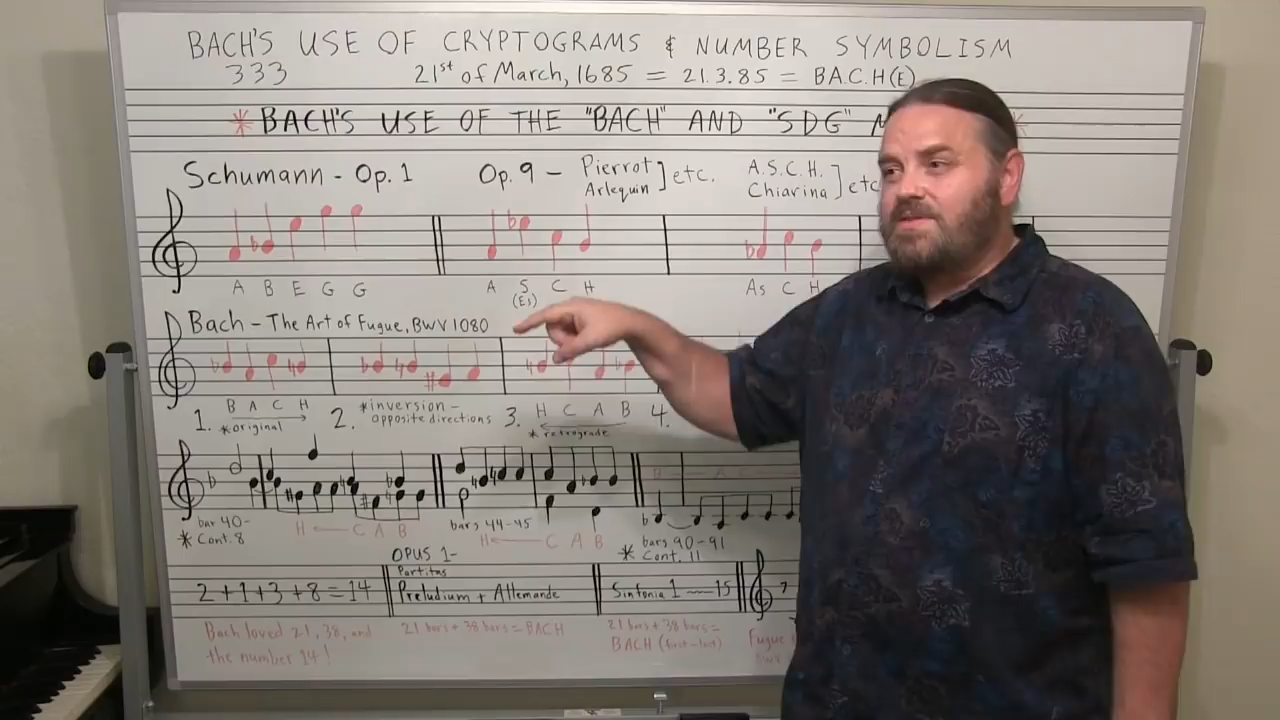 BACH'S USE OF CRYPTOGRAMS & NUMBER SYMBOLISM
333 21st of March, 1685 = 21.3.85 = BAC.H(E)
*BACH'S USE OF THE "BACH" AND "SDG"
Schumann - Op. 1 Op. 9 - Pierrot Arlequin ] etc. A.S.C.H. Chiarina ] etc
A B E G G A S (Es) C H As C H
Bach - The Art of Fugue, BWV 1080
1. B A C H *original 2. *inversion - opposite directions 3. H C A B *retrograde 4.
B A C
bar 40- * Cont. 8 H C A B bars 44-45 H C A B * bars 90-91 Cont. 11
OPUS 1-
2+1+3+8=14 Partitas Preludium + Allemande Sinfonia 1 — 15
Bach loved 21, 38, and the number 14! 21 bars + 38 bars = BACH 21 bars + 38 bars = BACH (first-last) Fugue